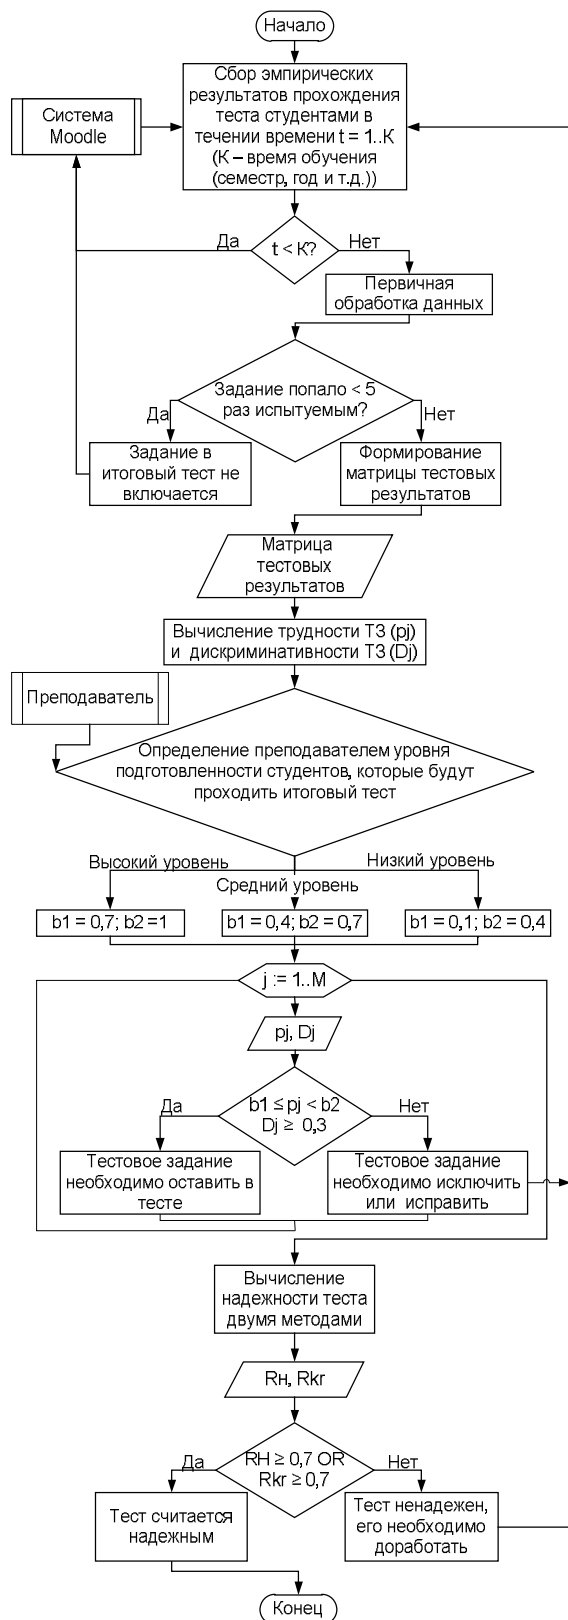 Начало
Сбор эмпирических
результатов прохождения
теста студентами в
течении времени t = 1..К
(К – время обучения
(семестр, год и т.д.))
Система
Moodle
Да
t < K?
Нет
Первичная
обработка данных
Задание попало < 5
раз испытуемым?
Да
Нет
Задание в
итоговый тест не
включается
Формирование
матрицы тестовых
результатов
Матрица
тестовых
результатов
Вычисление трудности ТЗ (pj)
и дискриминативности ТЗ (Dj)
Преподаватель
Определение преподавателем уровня
подготовленности студентов, которые будут
проходить итоговый тест
Высокий уровень
Средний уровень
Низкий уровень
b1 = 0,7; b2 =1
b1 = 0,4; b2 = 0,7
b1 = 0,1; b2 = 0,4
j := 1..M
pj, Dj
b1 ≤ pj < b2
Dj ≥ 0,3
Да
Нет
Тестовое задание
необходимо оставить в
тесте
Тестовое задание
необходимо исключить
или исправить
Вычисление
надежности теста
двумя методами
Rн, Rkr
RH ≥ 0,7 OR
Rkr ≥ 0,7
Да
Нет
Тест считается
надежным
Тест ненадежен,
его необходимо
доработать
Конец